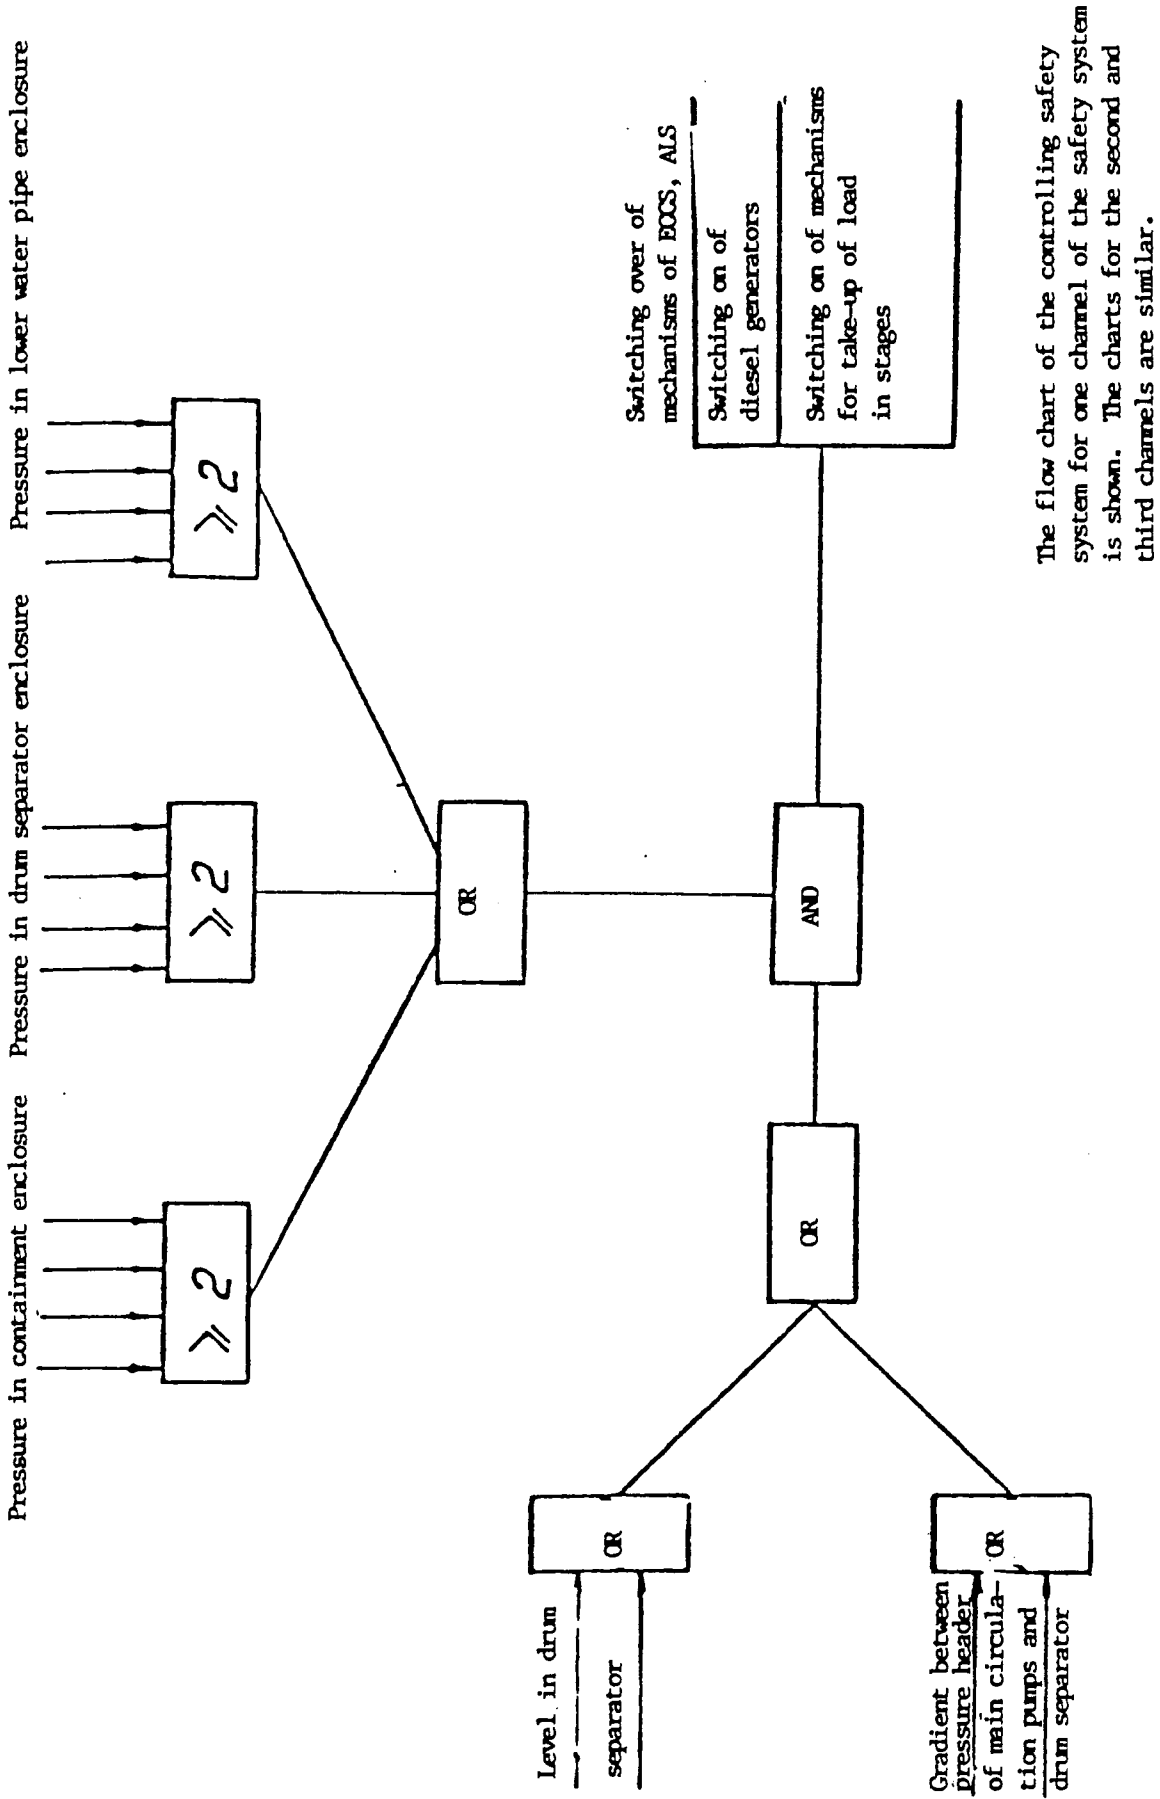 Pressure in containment enclosure
Pressure in drum separator enclosure
Pressure in lower water pipe enclosure
⩾ 2
⩾ 2
⩾ 2
OR
Switching over of
mechanisms of ECCS, ALS
Switching on of
diesel generators
Switching on of mechanisms
for take-up of load
in stages
Level in drum
separator
OR
OR
AND
Gradient between
pressure header
of main circula-
tion pumps and
drum separator
OR
The flow chart of the controlling safety
system for one channel of the safety system
is shown. The charts for the second and
third channels are similar.